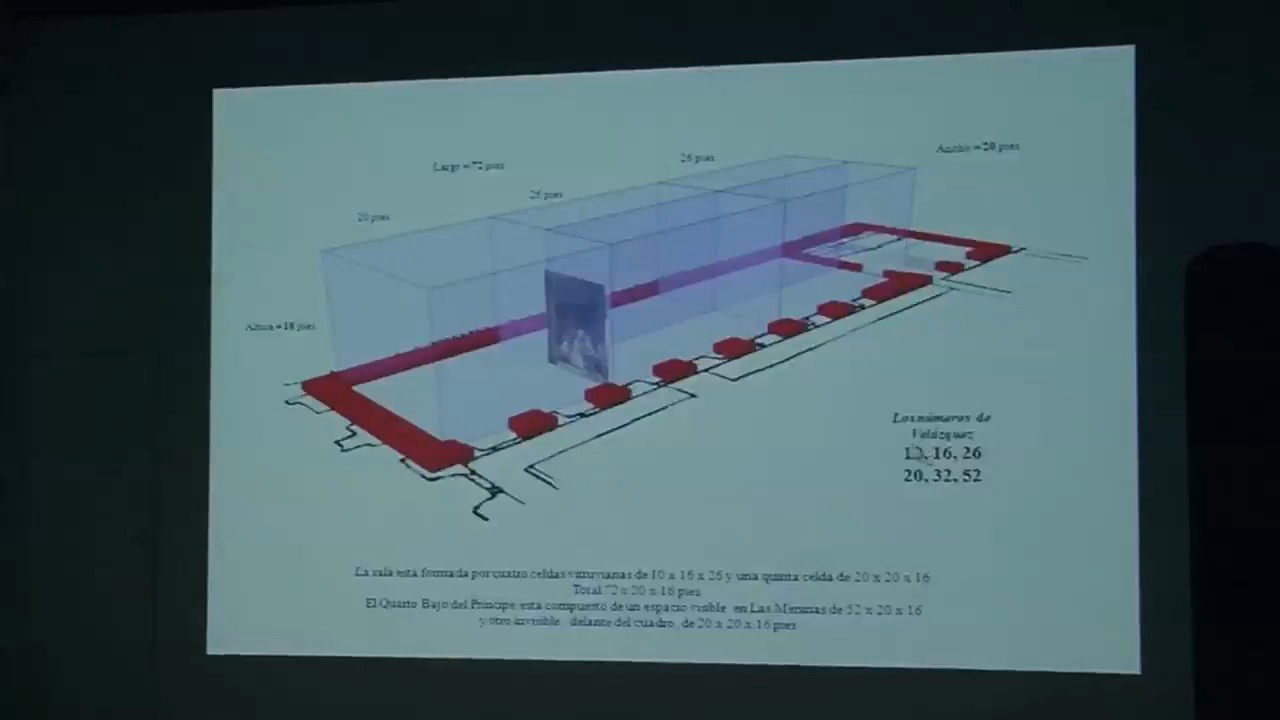 Largo = 72 pies
26 pies
Ancho = 20 pies
26 pies
20 pies
Altura = 16 pies
Los números de
Velázquez
10, 16, 26
20, 32, 52
La sala está formada por cuatro celdas vitruvianas de 10 x 16 x 26 y una quinta celda de 20 x 20 x 16
Total 72 x 20 x 16 pies
El Quarto Bajo del Príncipe está compuesto de un espacio visible en Las Meninas de 52 x 20 x 16
y otro invisible, delante del cuadro, de 20 x 20 x 16 pies